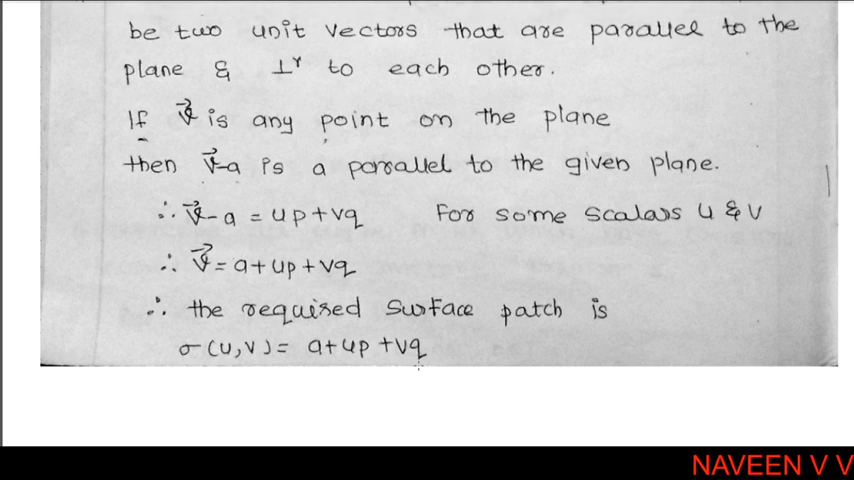 be two unit vectors that are parallel to the
plane & ⊥ʳ to each other.
If v⃗ is any point on the plane
then v⃗-a is a parallel to the given plane.
∴ v⃗-a = up+vq For some scalars u & v
∴ v⃗ = a+up+vq
∴ the required surface patch is
σ(u,v)= a+up+vq
NAVEEN V V